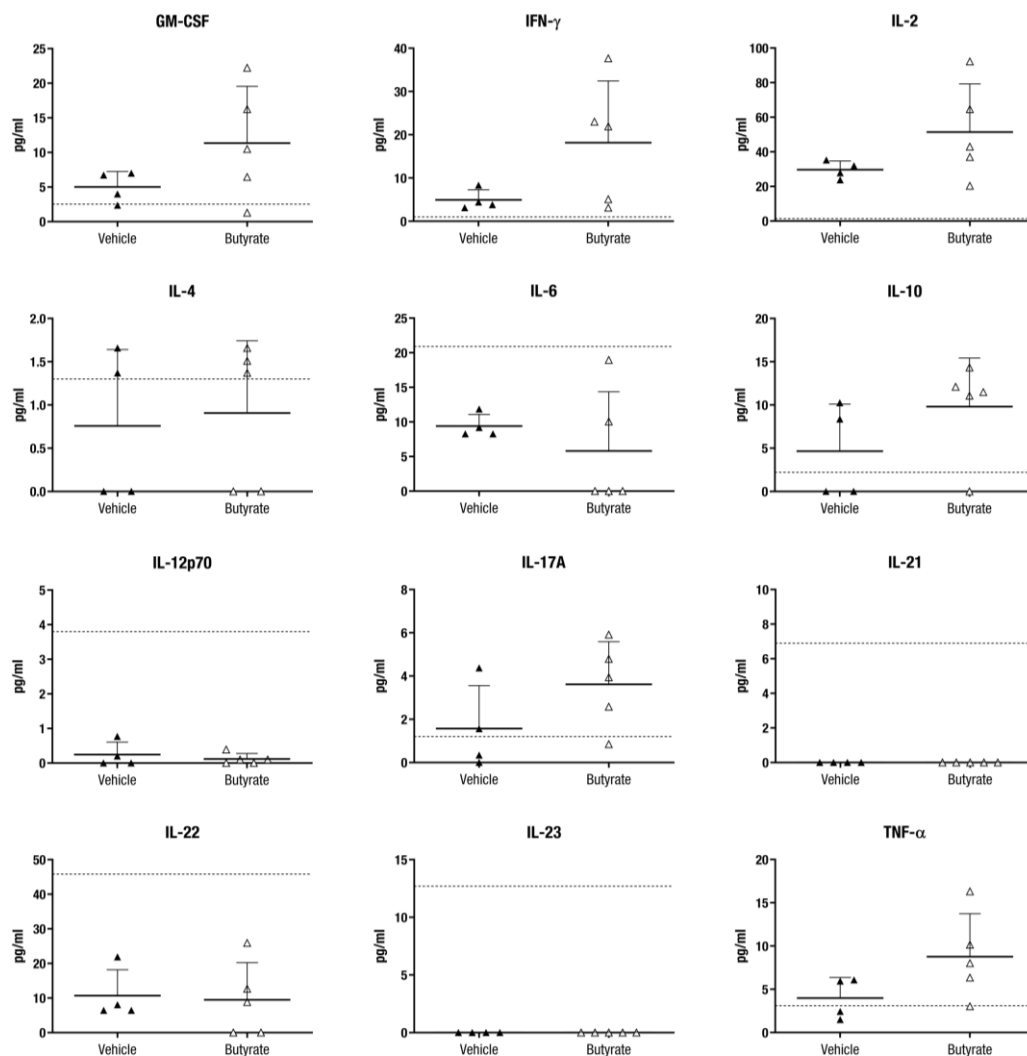 GM-CSF
pg/ml
25
20
15
10
5
0
Vehicle
Butyrate
IFN-γ
pg/ml
40
30
20
10
0
Vehicle
Butyrate
IL-2
pg/ml
100
80
60
40
20
0
Vehicle
Butyrate
IL-4
pg/ml
2.0
1.5
1.0
0.5
0.0
Vehicle
Butyrate
IL-6
pg/ml
25
20
15
10
5
0
Vehicle
Butyrate
IL-10
pg/ml
20
15
10
5
0
Vehicle
Butyrate
IL-12p70
pg/ml
5
4
3
2
1
0
Vehicle
Butyrate
IL-17A
pg/ml
8
6
4
2
0
Vehicle
Butyrate
IL-21
pg/ml
10
8
6
4
2
0
Vehicle
Butyrate
IL-22
pg/ml
50
40
30
20
10
0
Vehicle
Butyrate
IL-23
pg/ml
15
10
5
0
Vehicle
Butyrate
TNF-α
pg/ml
20
15
10
5
0
Vehicle
Butyrate